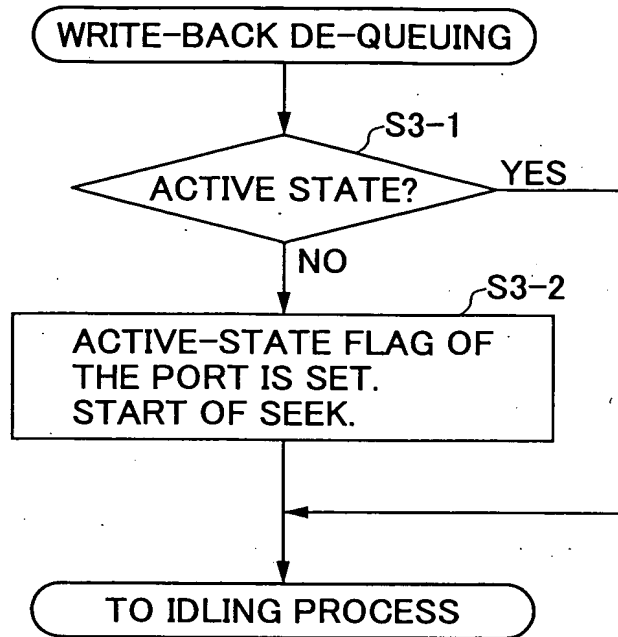 WRITE-BACK DE-QUEUING
S3-1
ACTIVE STATE?
YES
NO
S3-2
ACTIVE-STATE FLAG OF
THE PORT IS SET.
START OF SEEK.
TO IDLING PROCESS